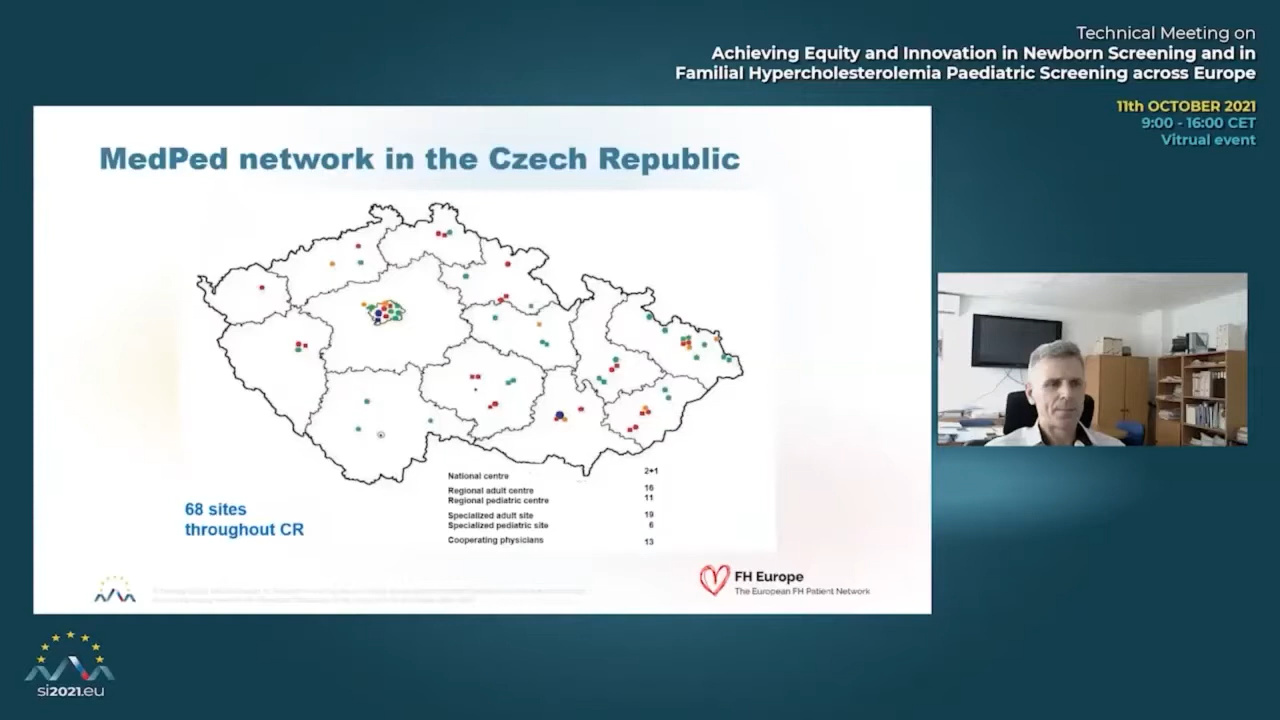 Technical Meeting on
Achieving Equity and Innovation in Newborn Screening and in
Familial Hypercholesterolemia Paediatric Screening across Europe
11th OCTOBER 2021
9:00 - 16:00 CET
Vitrual event
MedPed network in the Czech Republic
National centre 2+1
Regional adult centre 16
Regional pediatric centre 11
Specialized adult site 19
Specialized pediatric site 6
Cooperating physicians 13
68 sites
throughout CR
FH Europe
The European FH Patient Network
si2021.eu